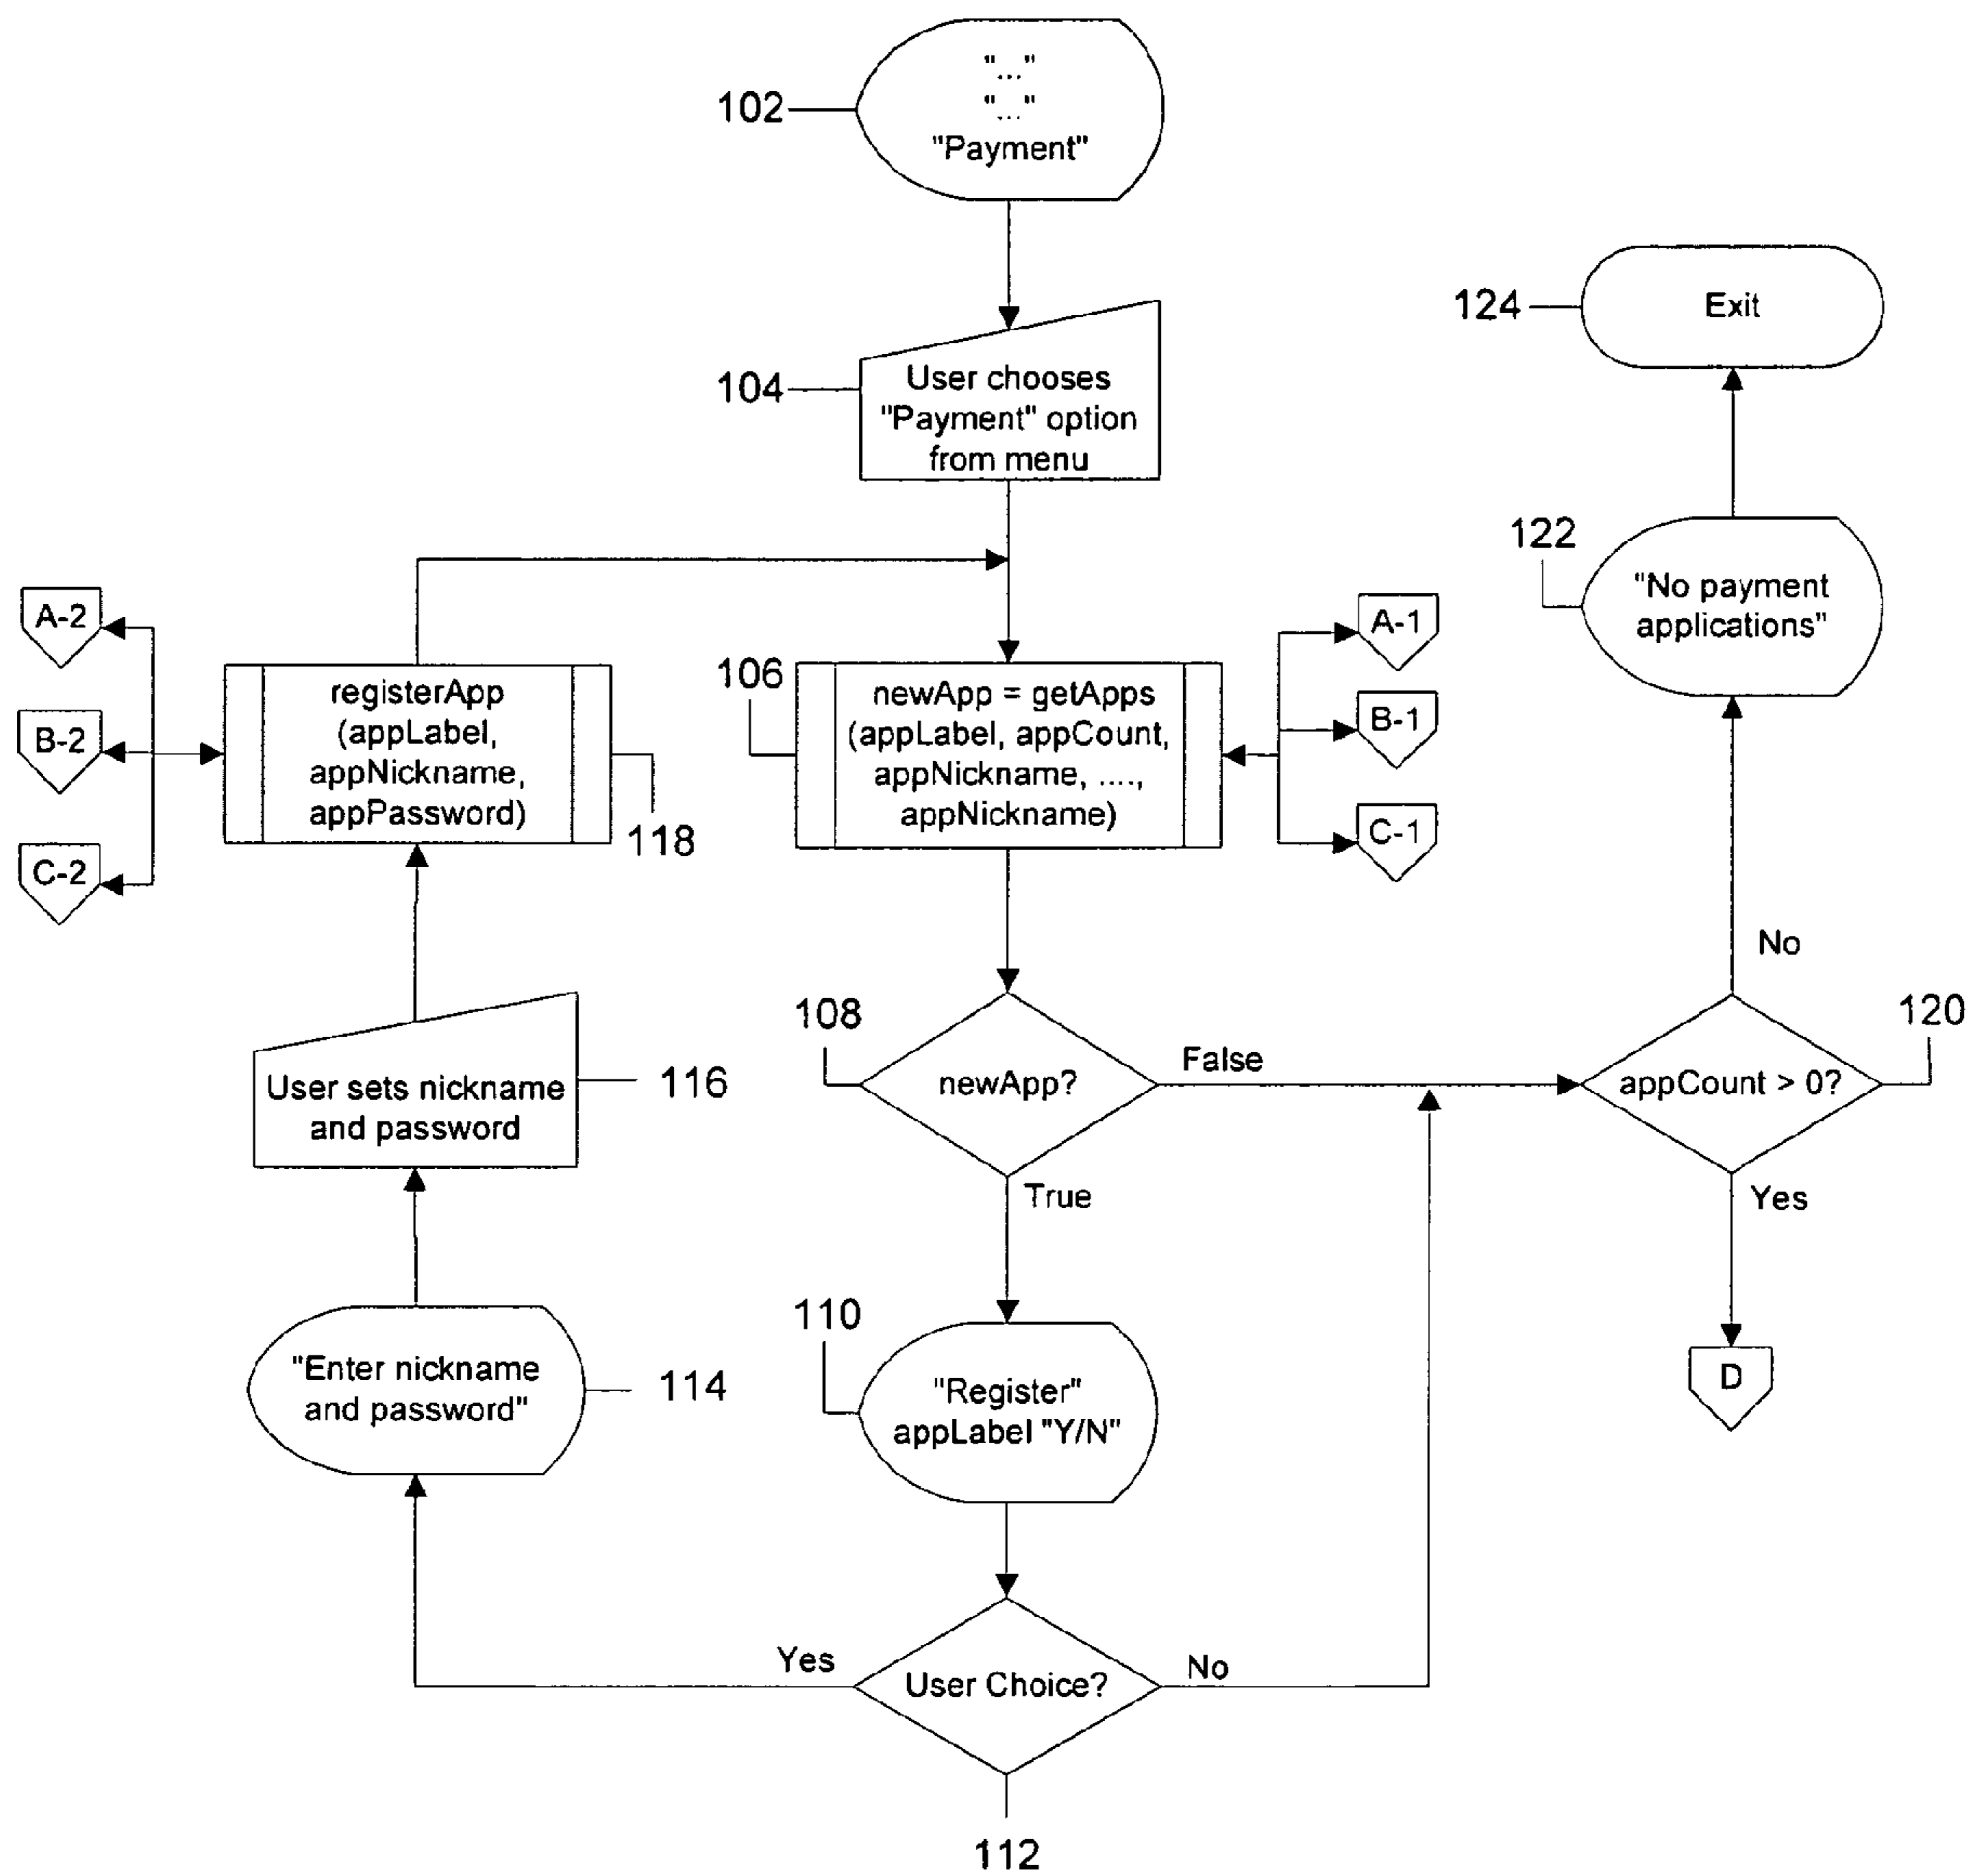 "..."
"..."
"Payment"
102
104
User chooses
"Payment" option
from menu
124
Exit
122
"No payment
applications"
A-2
B-2
C-2
registerApp
(appLabel,
appNickname,
appPassword)
118
106
newApp = getApps
(appLabel, appCount,
appNickname, ....,
appNickname)
A-1
B-1
C-1
No
108
newApp?
False
True
120
appCount > 0?
Yes
D
User sets nickname
and password
116
110
"Register"
appLabel "Y/N"
"Enter nickname
and password"
114
Yes
User Choice?
No
112